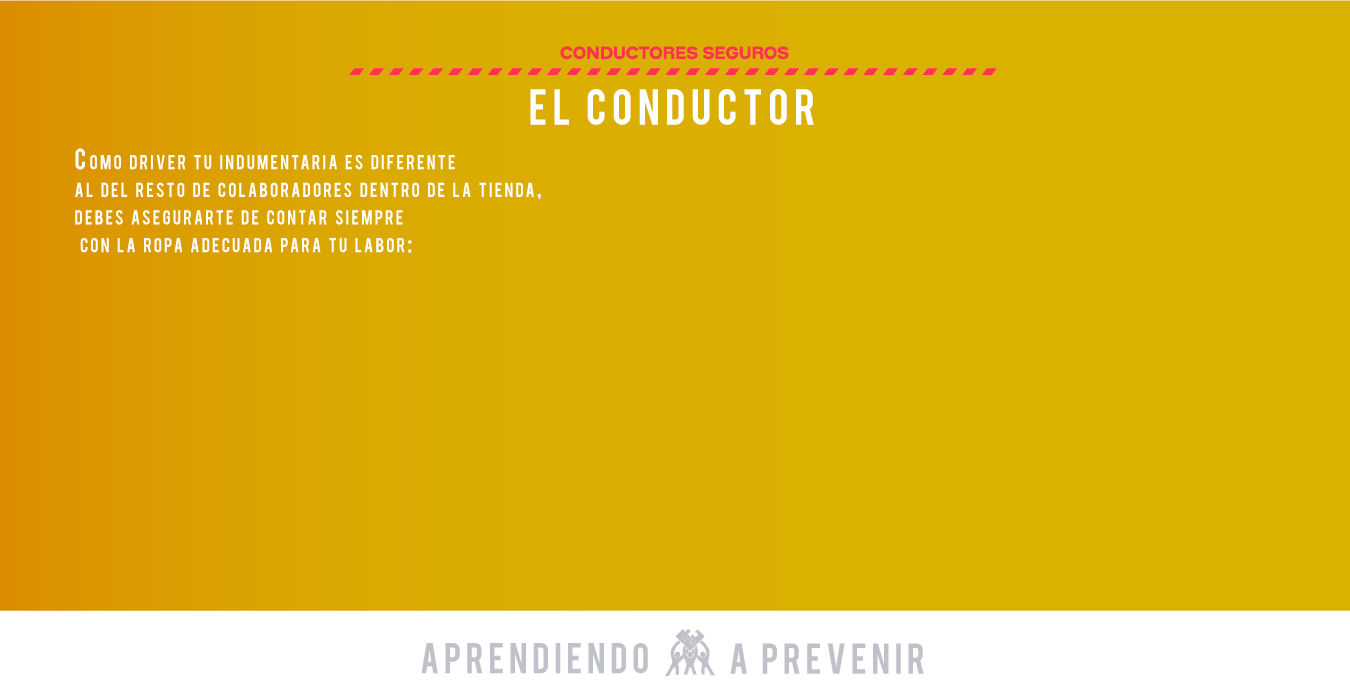 CONDUCTORES SEGUROS
EL CONDUCTOR
COMO DRIVER TU INDUMENTARIA ES DIFERENTE
AL DEL RESTO DE COLABORADORES DENTRO DE LA TIENDA,
DEBES ASEGURARTE DE CONTAR SIEMPRE
CON LA ROPA ADECUADA PARA TU LABOR:
APRENDIENDO A PREVENIR